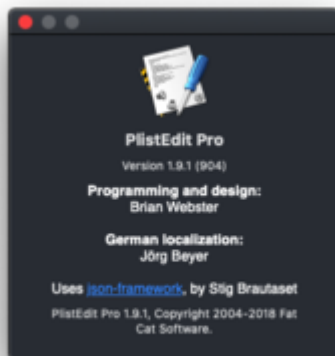 PlistEdit Pro
Version 1.9.1 (904)
Programming and design:
Brian Webster
German localization:
Jörg Beyer
Uses json-framework, by Stig Brautaset
PlistEdit Pro 1.9.1, Copyright 2004-2018 Fat
Cat Software.